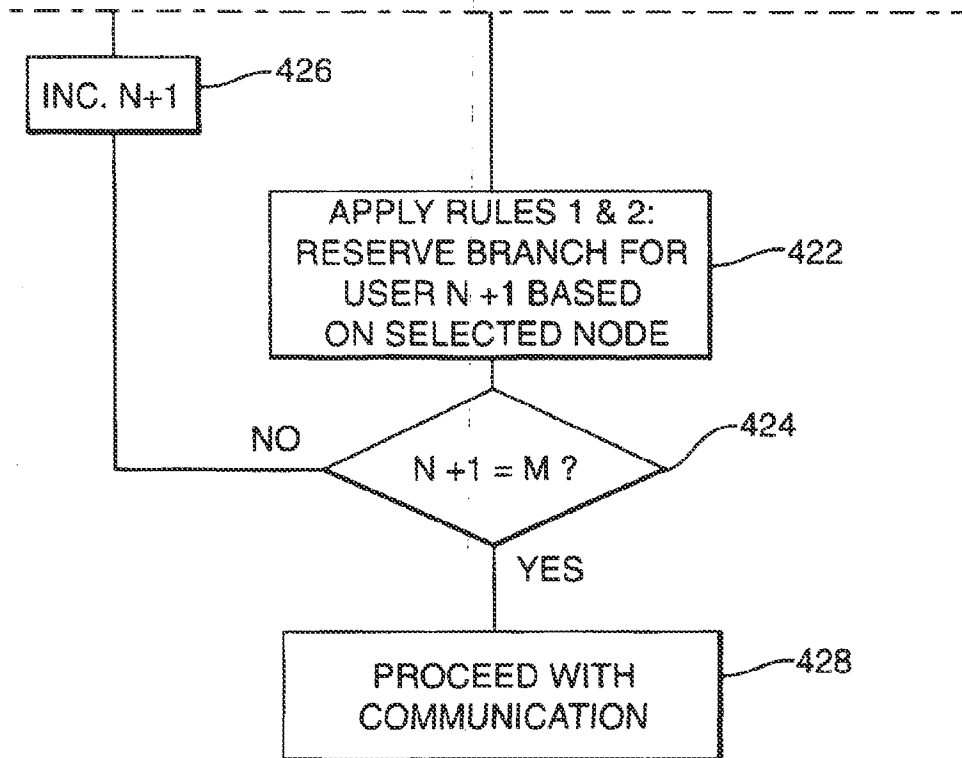 INC. N+1
426
APPLY RULES 1 & 2:
RESERVE BRANCH FOR
USER N +1 BASED
ON SELECTED NODE
422
NO
N +1 = M ?
424
YES
PROCEED WITH
COMMUNICATION
428